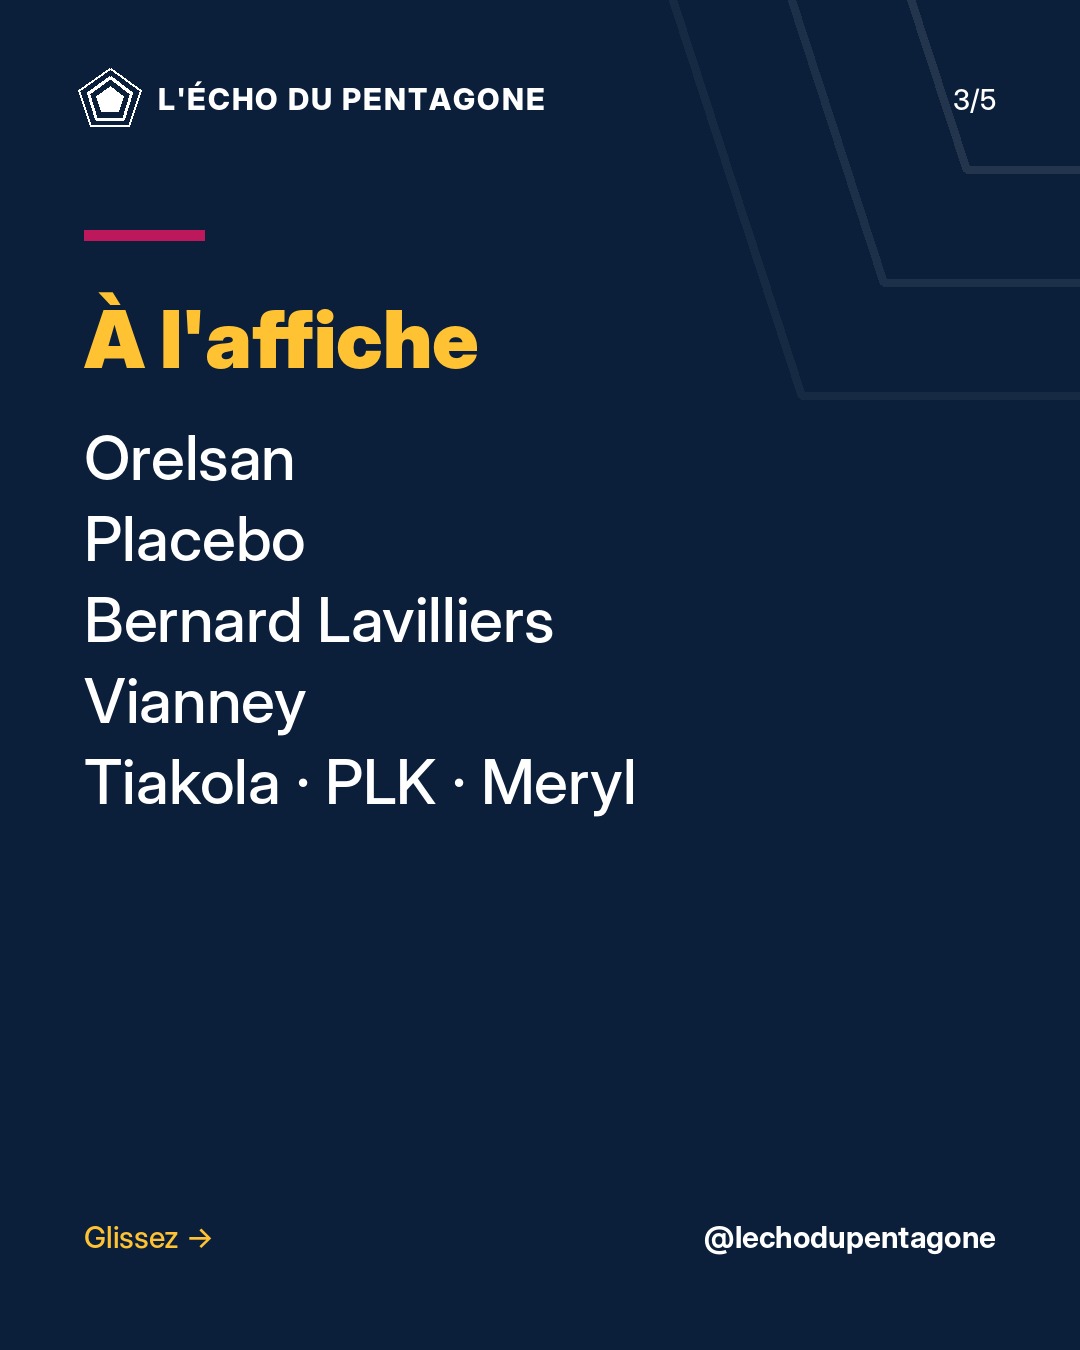 L'ÉCHO DU PENTAGONE
3/5
À l'affiche
Orelsan
Placebo
Bernard Lavilliers
Vianney
Tiakola · PLK · Meryl
Glissez →
@lechodupentagone